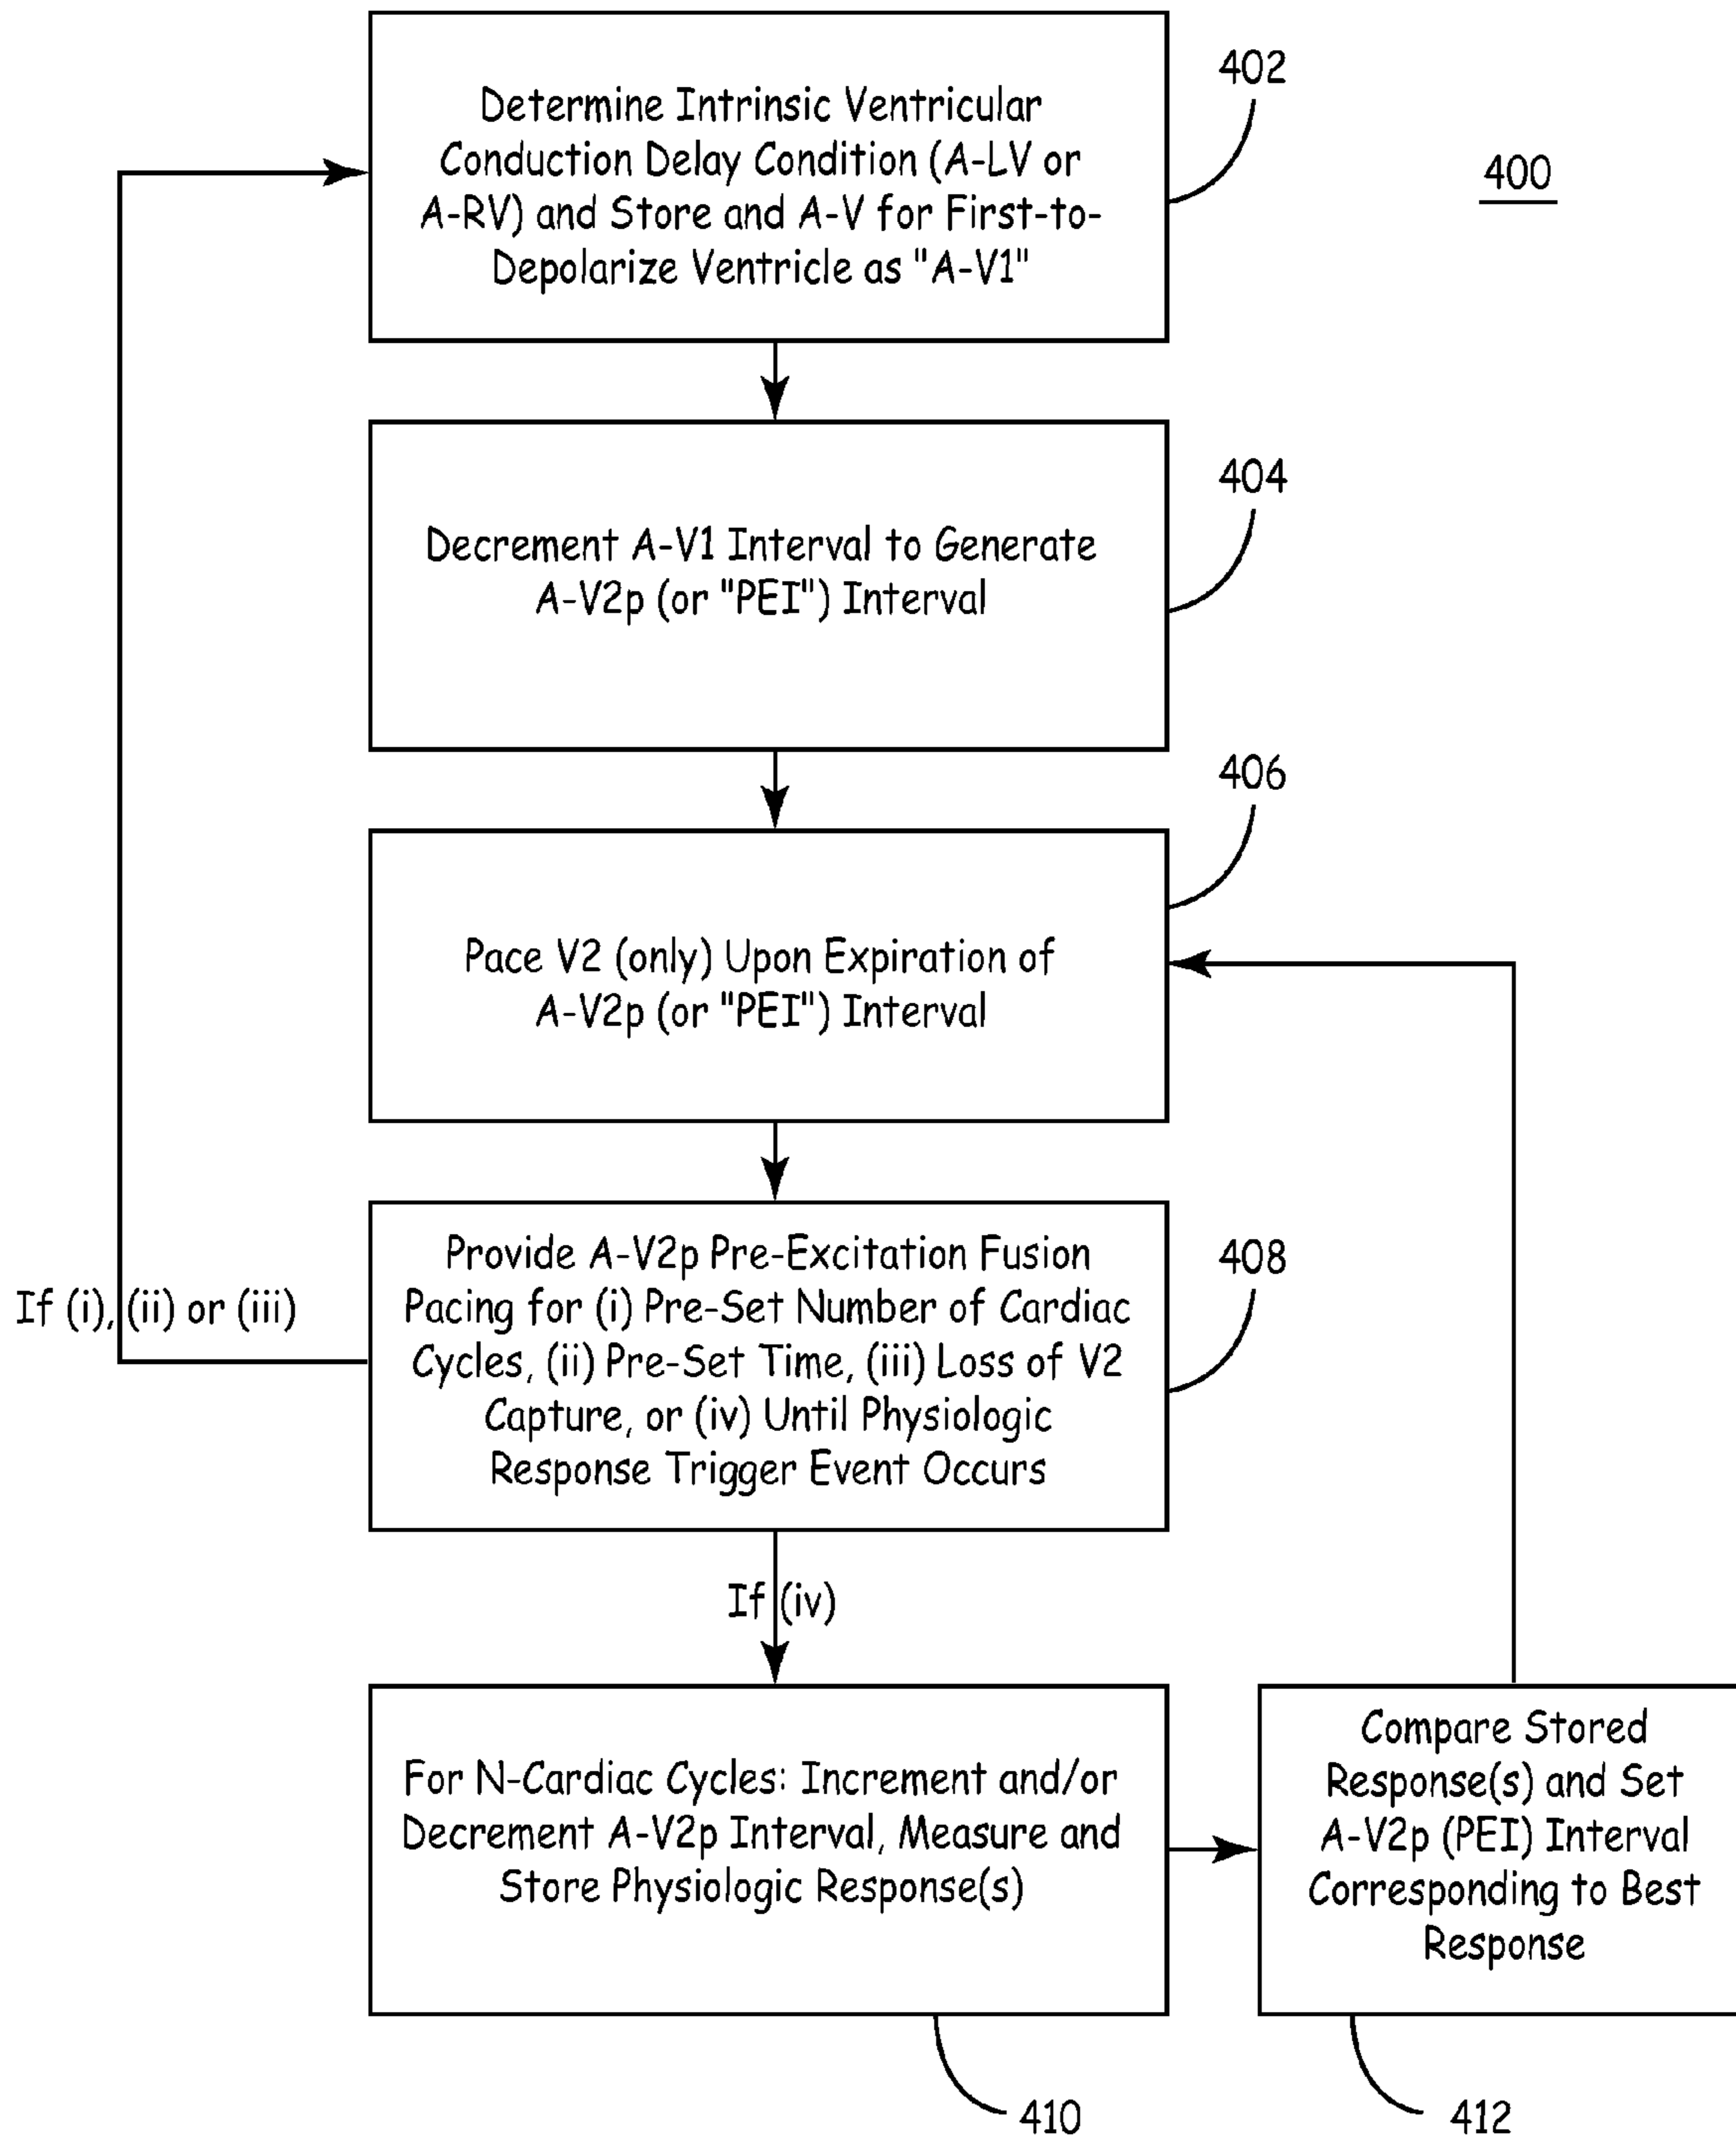 Determine Intrinsic Ventricular
Conduction Delay Condition (A-LV or
A-RV) and Store and A-V for First-to-
Depolarize Ventricle as "A-V1"
402
400
Decrement A-V1 Interval to Generate
A-V2p (or "PEI") Interval
404
Pace V2 (only) Upon Expiration of
A-V2p (or "PEI") Interval
406
Provide A-V2p Pre-Excitation Fusion
Pacing for (i) Pre-Set Number of Cardiac
Cycles, (ii) Pre-Set Time, (iii) Loss of V2
Capture, or (iv) Until Physiologic
Response Trigger Event Occurs
408
If (i), (ii) or (iii)
If (iv)
For N-Cardiac Cycles: Increment and/or
Decrement A-V2p Interval, Measure and
Store Physiologic Response(s)
410
Compare Stored
Response(s) and Set
A-V2p (PEI) Interval
Corresponding to Best
Response
412